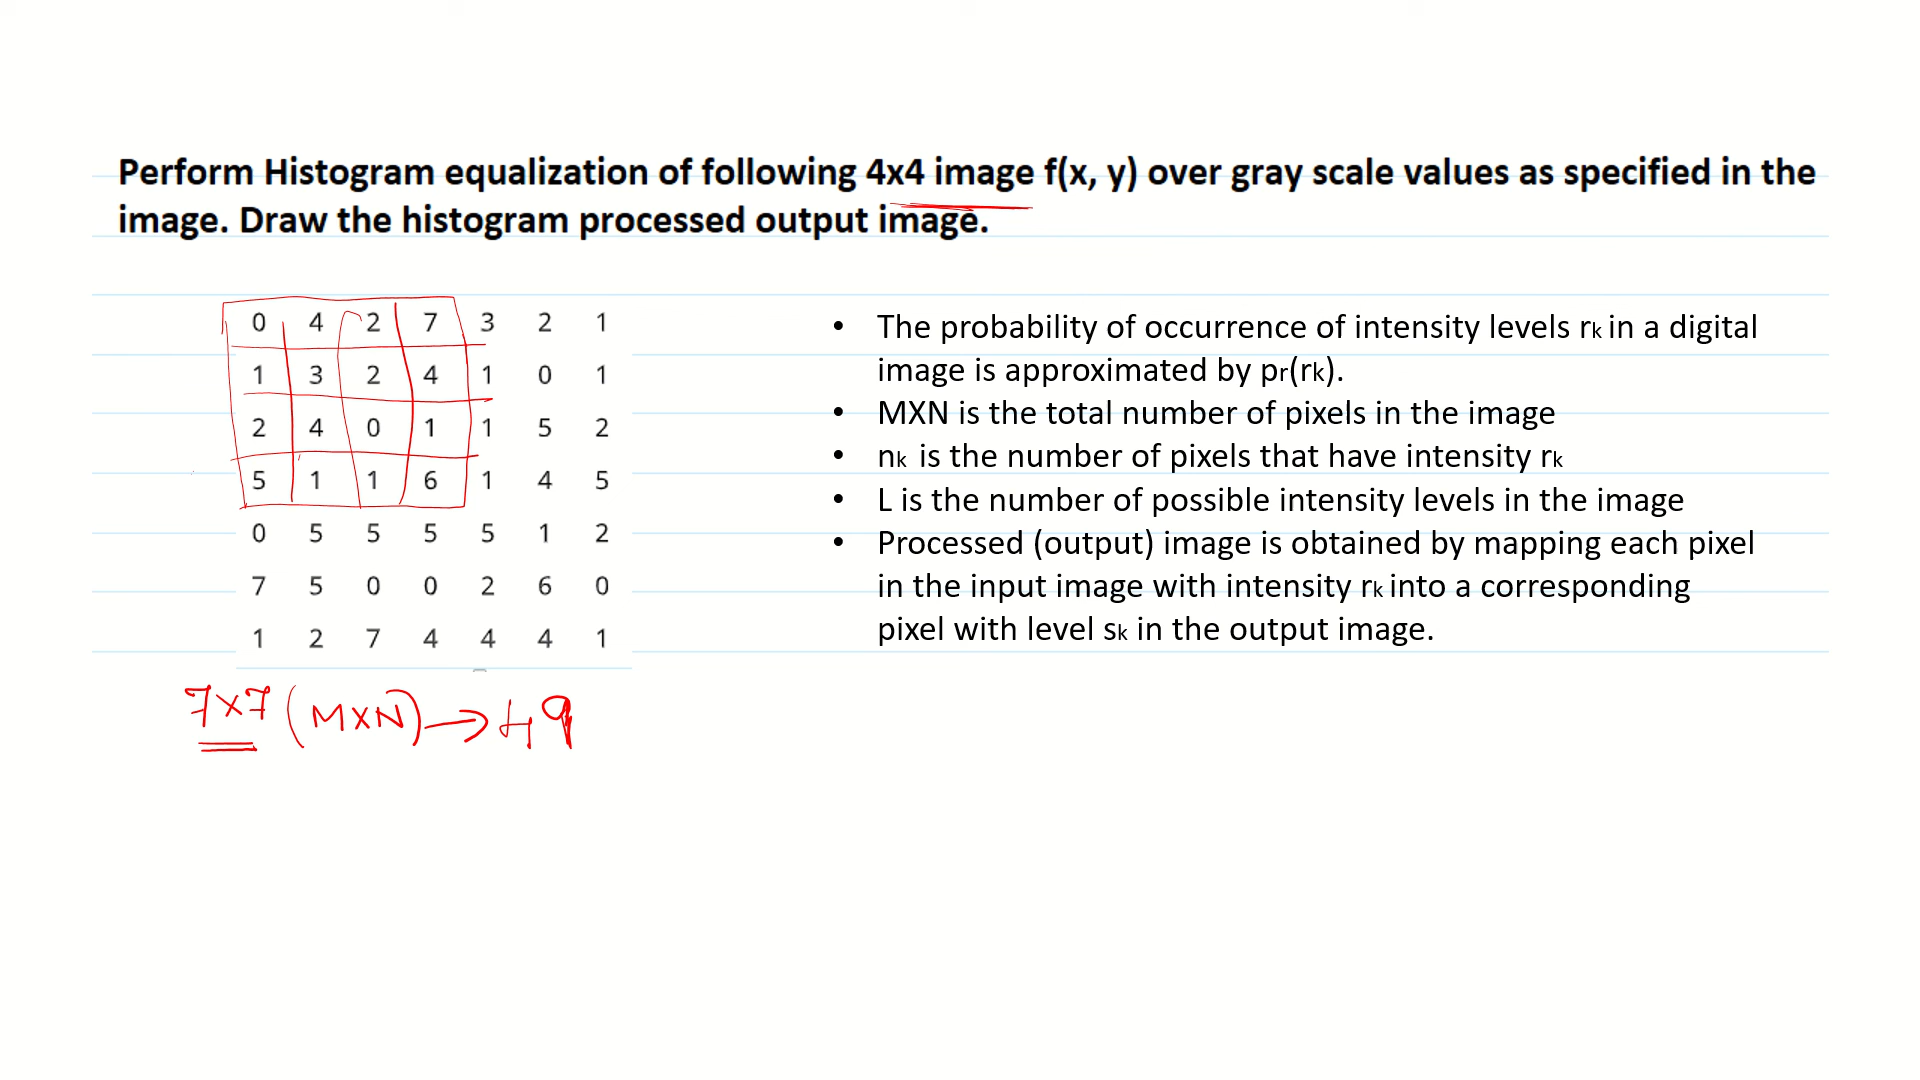 Perform Histogram equalization of following 4x4 image f(x, y) over gray scale values as specified in the
image. Draw the histogram processed output image.
0 4 2 7 3 2 1
1 3 2 4 1 0 1
2 4 0 1 1 5 2
5 1 1 6 1 4 5
0 5 5 5 5 1 2
7 5 0 0 2 6 0
1 2 7 4 4 4 1
7x7 (MXN) → 49
• The probability of occurrence of intensity levels rk in a digital
image is approximated by pr(rk).
• MXN is the total number of pixels in the image
• nk is the number of pixels that have intensity rk
• L is the number of possible intensity levels in the image
• Processed (output) image is obtained by mapping each pixel
in the input image with intensity rk into a corresponding
pixel with level sk in the output image.